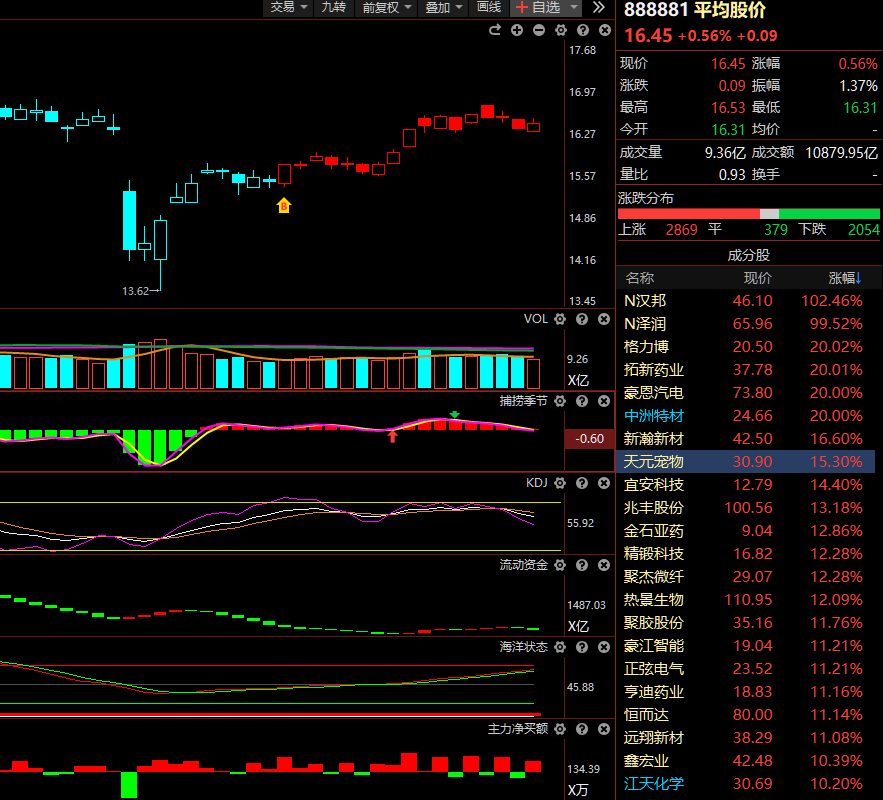 交易 九转 前复权 叠加 画线 +自选
888881 平均股价
16.45 +0.56% +0.09
现价 16.45 涨幅 0.56%
涨跌 0.09 振幅 1.37%
最高 16.53 最低 16.31
今开 16.31 均价 -
成交量 9.36亿 成交额 10879.95亿
量比 0.93 换手 -
涨跌分布
上涨 2869 平 379 下跌 2054
成分股
名称 现价 涨幅↓
N汉邦 46.10 102.46%
N泽润 65.96 99.52%
格力博 20.50 20.02%
拓新药业 37.78 20.01%
豪恩汽电 73.80 20.00%
中洲特材 24.66 20.00%
新瀚新材 42.50 16.60%
天元宠物 30.90 15.30%
宜安科技 12.79 14.40%
兆丰股份 100.56 13.18%
金石亚药 9.04 12.86%
精锻科技 16.82 12.28%
聚杰微纤 29.07 12.28%
热景生物 110.95 12.09%
聚胶股份 35.16 11.76%
豪江智能 19.04 11.21%
正弦电气 23.52 11.21%
亨迪药业 18.83 11.16%
恒而达 80.00 11.14%
远翔新材 38.29 11.08%
鑫宏业 42.48 10.39%
江天化学 30.69 10.20%
17.68
16.97
16.27
15.57
14.86
14.16
13.45
B
13.62→
VOL
9.26
X亿
捕捞季节
-0.60
KDJ
55.92
流动资金
1487.03
X亿
海洋状态
45.88
主力净买额
134.39
X万